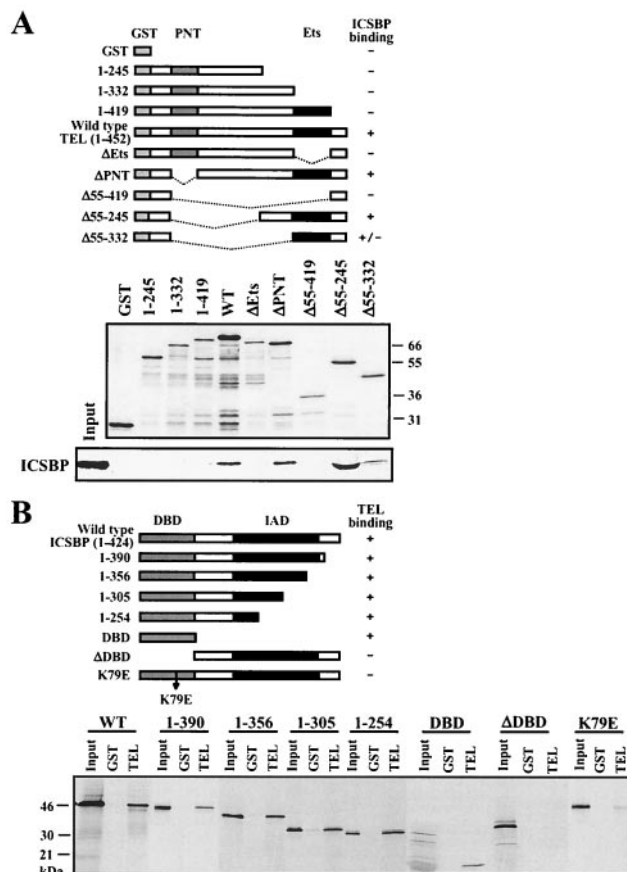 A
GST PNT Ets ICSBP binding
GST –
1-245 –
1-332 –
1-419 –
Wild type TEL (1-452) +
ΔEts –
ΔPNT +
Δ55-419 –
Δ55-245 +
Δ55-332 +/-
Input GST 1-245 1-332 1-419 WT ΔEts ΔPNT Δ55-419 Δ55-245 Δ55-332
66
55
36
31
ICSBP
B
DBD IAD TEL binding
Wild type ICSBP (1-424) +
1-390 +
1-356 +
1-305 +
1-254 +
DBD +
ΔDBD –
K79E –
K79E
WT 1-390 1-356 1-305 1-254 DBD ΔDBD K79E
Input GST TEL Input GST TEL Input GST TEL Input GST TEL Input GST TEL Input GST TEL Input GST TEL Input GST TEL
46
30
21
kDa